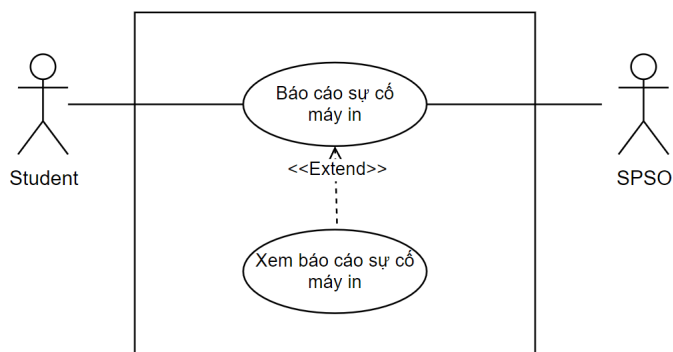 Báo cáo sự cố
máy in
<<Extend>>
Student
SPSO
Xem báo cáo sự cố
máy in